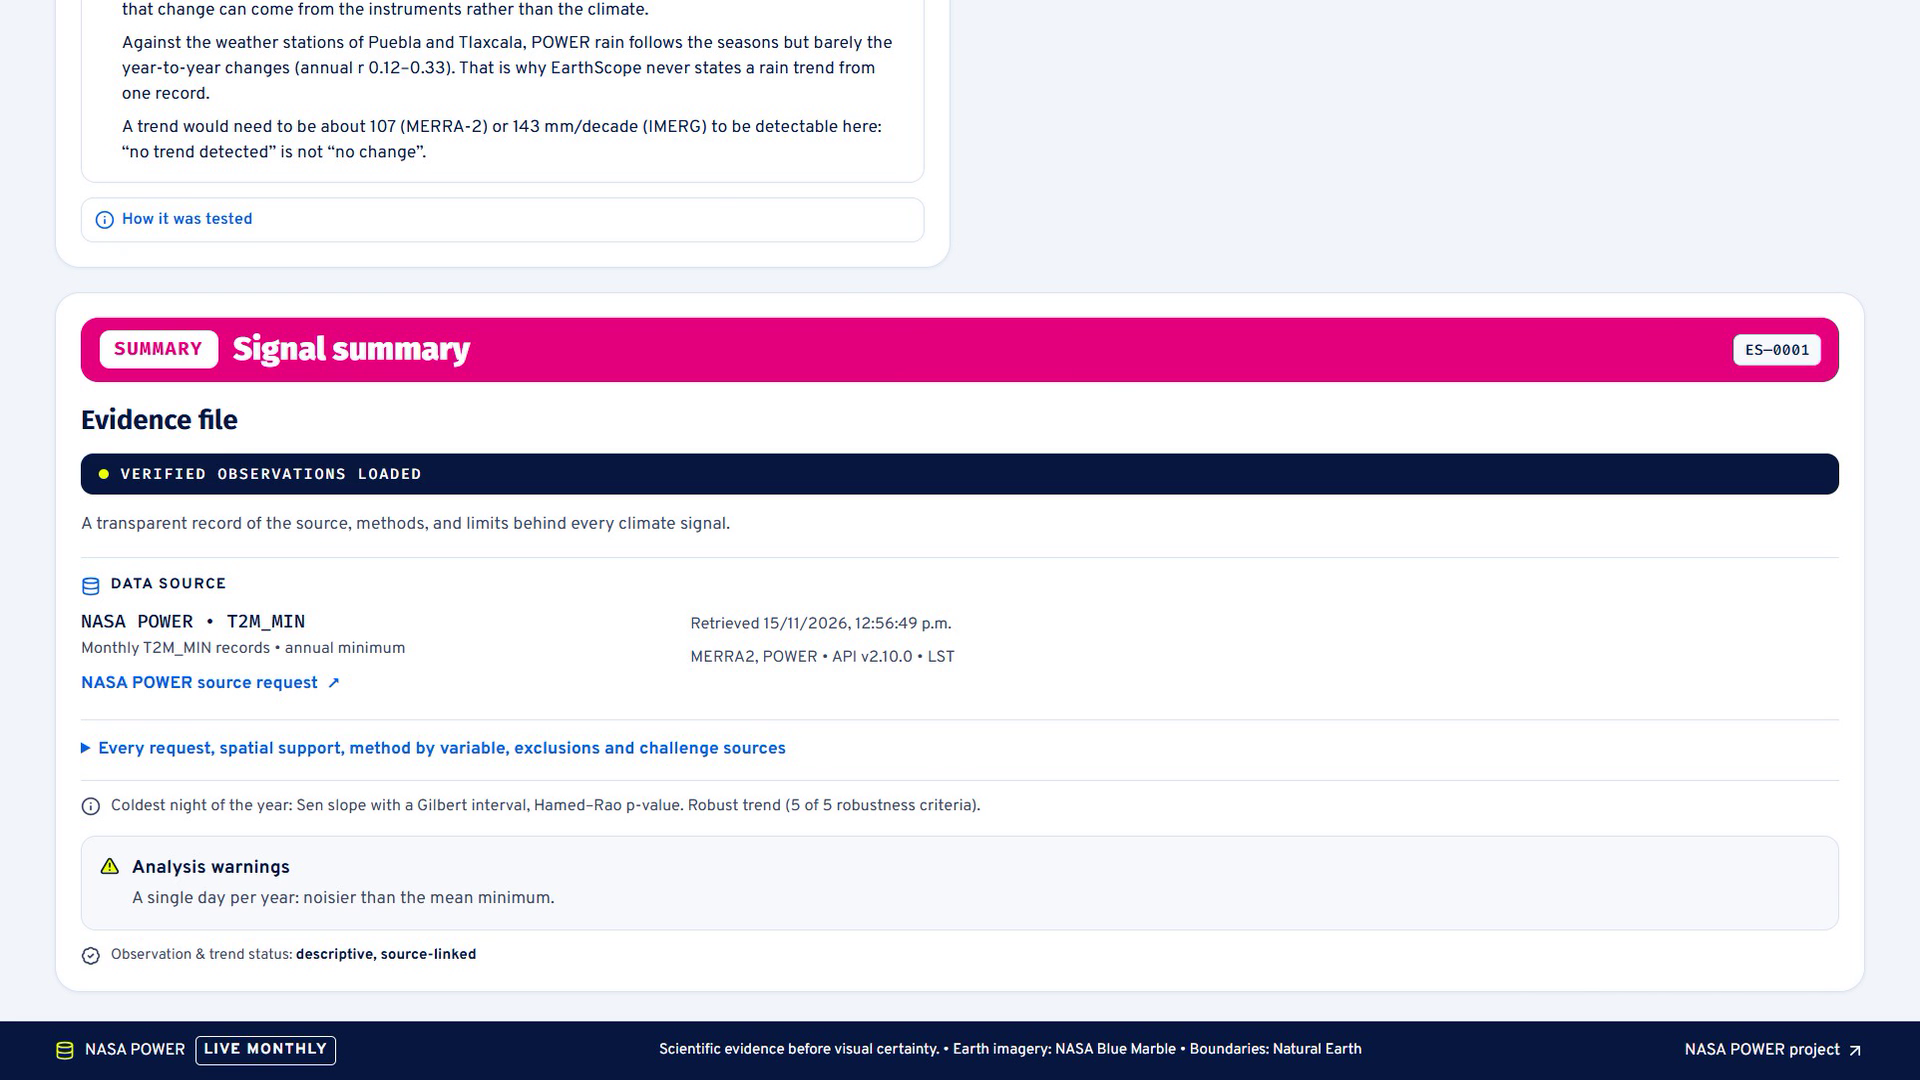 that change can come from the instruments rather than the climate.
Against the weather stations of Puebla and Tlaxcala, POWER rain follows the seasons but barely the
year-to-year changes (annual r 0.12–0.33). That is why EarthScope never states a rain trend from
one record.
A trend would need to be about 107 (MERRA-2) or 143 mm/decade (IMERG) to be detectable here:
“no trend detected” is not “no change”.
How it was tested
SUMMARY Signal summary ES—0001
Evidence file
VERIFIED OBSERVATIONS LOADED
A transparent record of the source, methods, and limits behind every climate signal.
DATA SOURCE
NASA POWER • T2M_MIN
Monthly T2M_MIN records • annual minimum
NASA POWER source request ↗
Retrieved 15/11/2026, 12:56:49 p.m.
MERRA2, POWER • API v2.10.0 • LST
Every request, spatial support, method by variable, exclusions and challenge sources
Coldest night of the year: Sen slope with a Gilbert interval, Hamed–Rao p-value. Robust trend (5 of 5 robustness criteria).
Analysis warnings
A single day per year: noisier than the mean minimum.
Observation & trend status: descriptive, source-linked
NASA POWER LIVE MONTHLY
Scientific evidence before visual certainty. • Earth imagery: NASA Blue Marble • Boundaries: Natural Earth
NASA POWER project